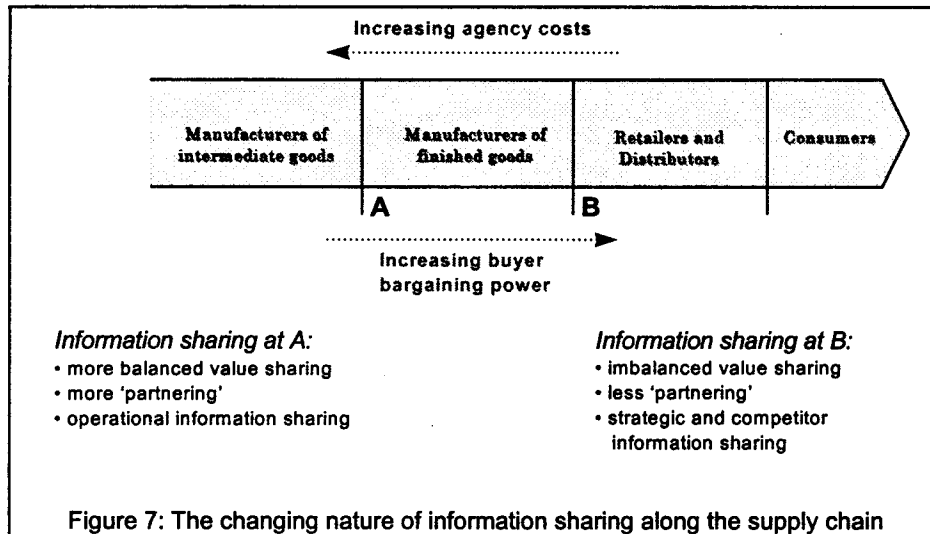 Increasing agency costs
Manufacturers of
intermediate goods
Manufacturers of
finished goods
Retailers and
Distributors
Consumers
A
B
Increasing buyer
bargaining power
Information sharing at A:
• more balanced value sharing
• more 'partnering'
• operational information sharing
Information sharing at B:
• imbalanced value sharing
• less 'partnering'
• strategic and competitor
information sharing
Figure 7: The changing nature of information sharing along the supply chain